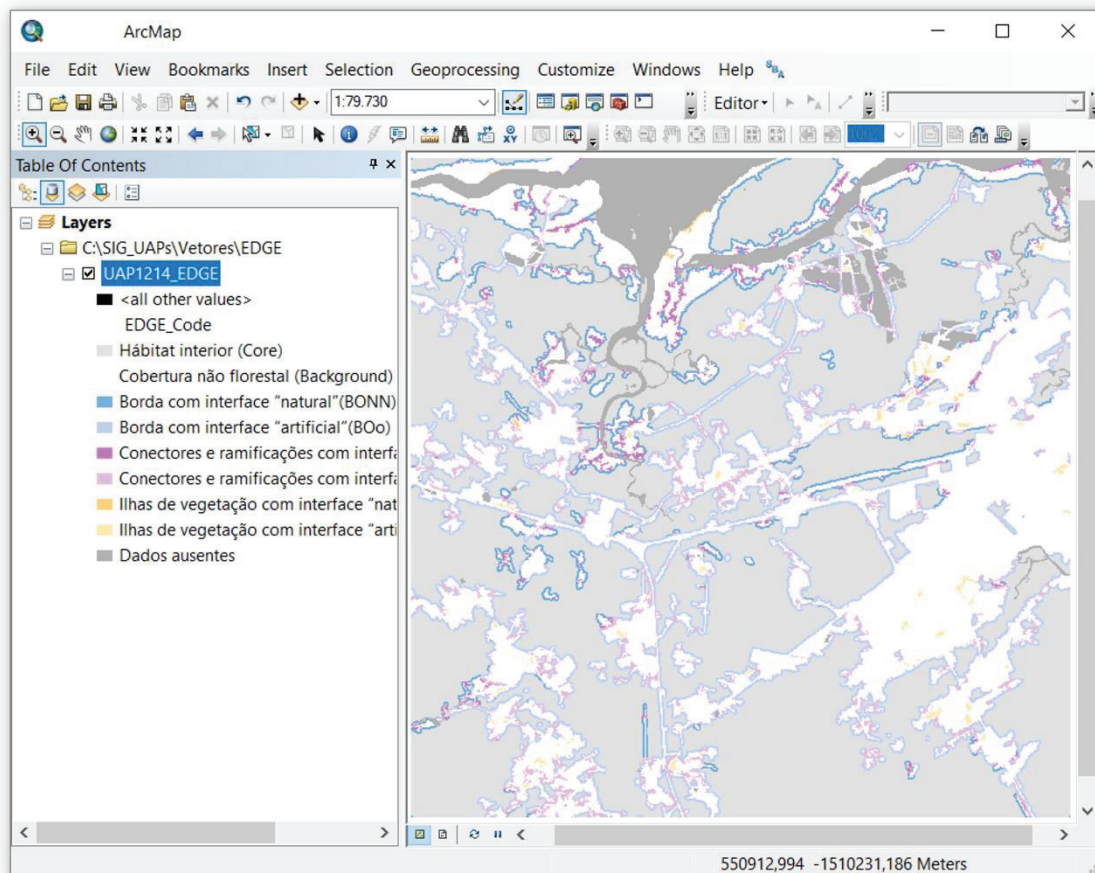 ArcMap
File Edit View Bookmarks Insert Selection Geoprocessing Customize Windows Help
1:79.730 Editor
Table Of Contents
Layers
C:\SIG_UAPs\Vetores\EDGE
UAP1214_EDGE
<all other values>
EDGE_Code
Hábitat interior (Core)
Cobertura não florestal (Background)
Borda com interface "natural"(BONN)
Borda com interface "artificial"(BOo)
Conectores e ramificações com interfa
Conectores e ramificações com interfa
Ilhas de vegetação com interface "nat
Ilhas de vegetação com interface "arti
Dados ausentes
550912,994 -1510231,186 Meters